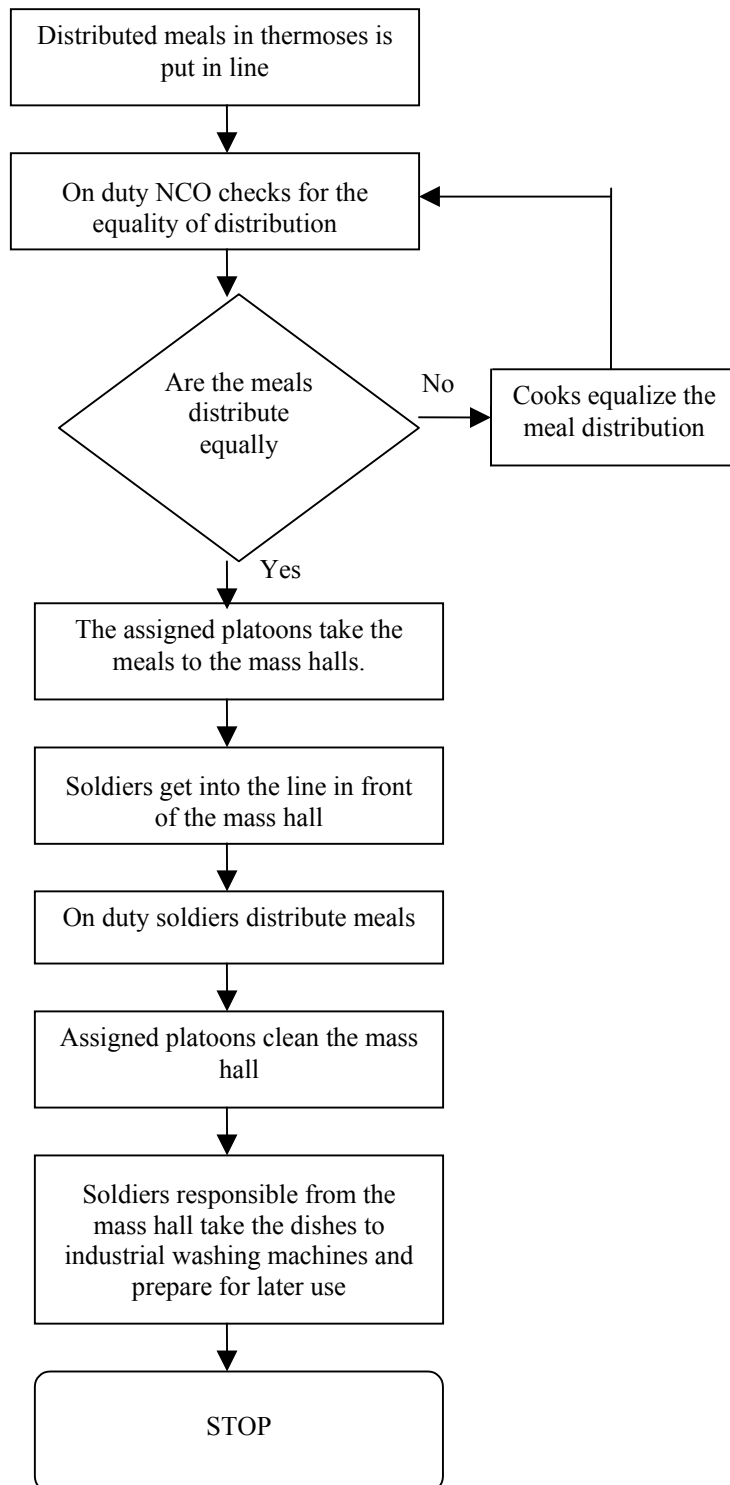 Distributed meals in thermoses is
put in line
On duty NCO checks for the
equality of distribution
Are the meals
distribute
equally
No
Cooks equalize the
meal distribution
Yes
The assigned platoons take the
meals to the mass halls.
Soldiers get into the line in front
of the mass hall
On duty soldiers distribute meals
Assigned platoons clean the mass
hall
Soldiers responsible from the
mass hall take the dishes to
industrial washing machines and
prepare for later use
STOP